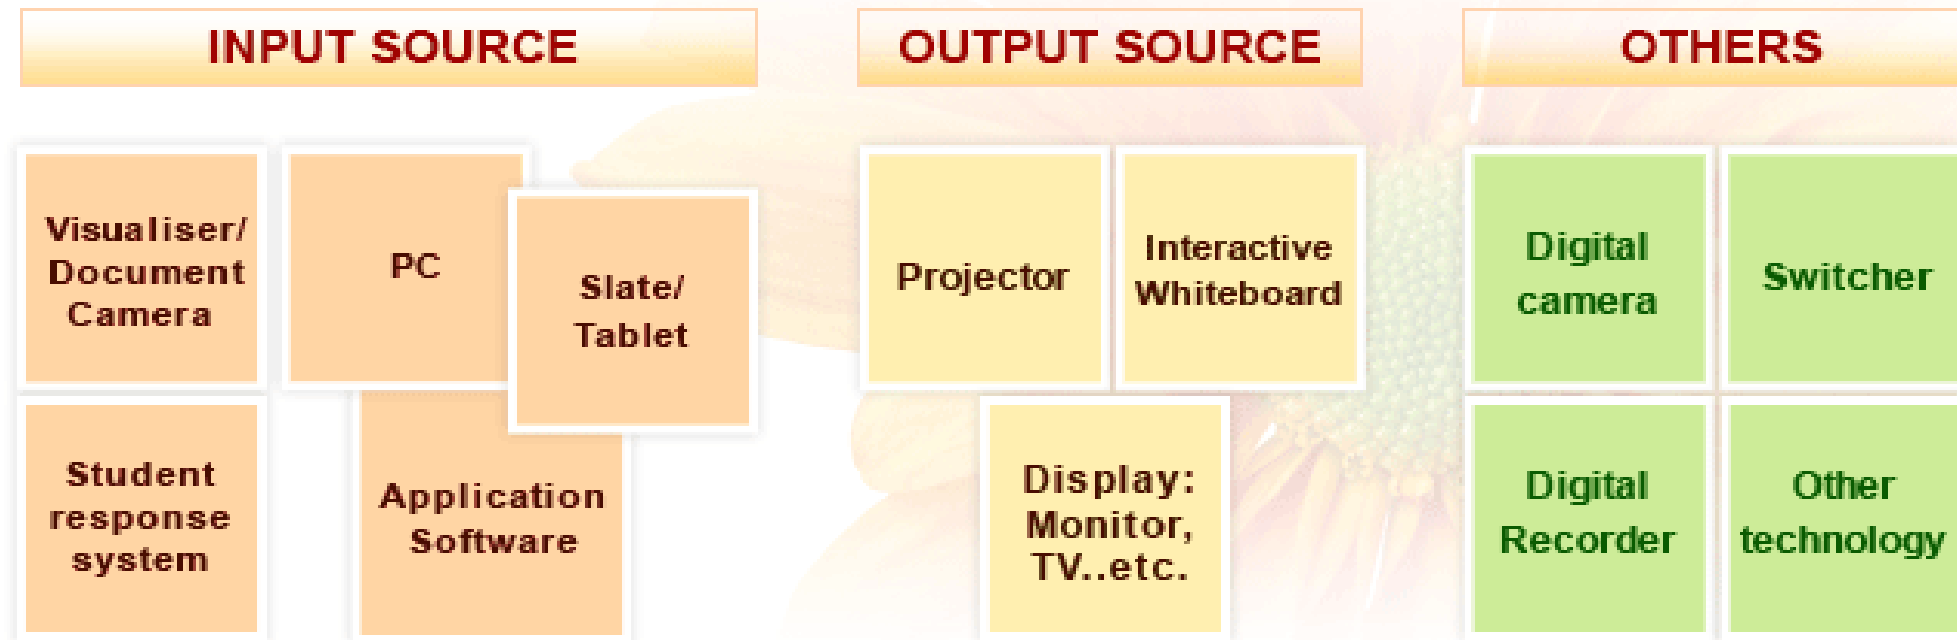 INPUT SOURCE
Visualiser/
Document
Camera
PC
Slate/
Tablet
Student
response
system
Application
Software
OUTPUT SOURCE
Projector
Interactive
Whiteboard
Display:
Monitor,
TV..etc.
OTHERS
Digital
camera
Switcher
Digital
Recorder
Other
technology